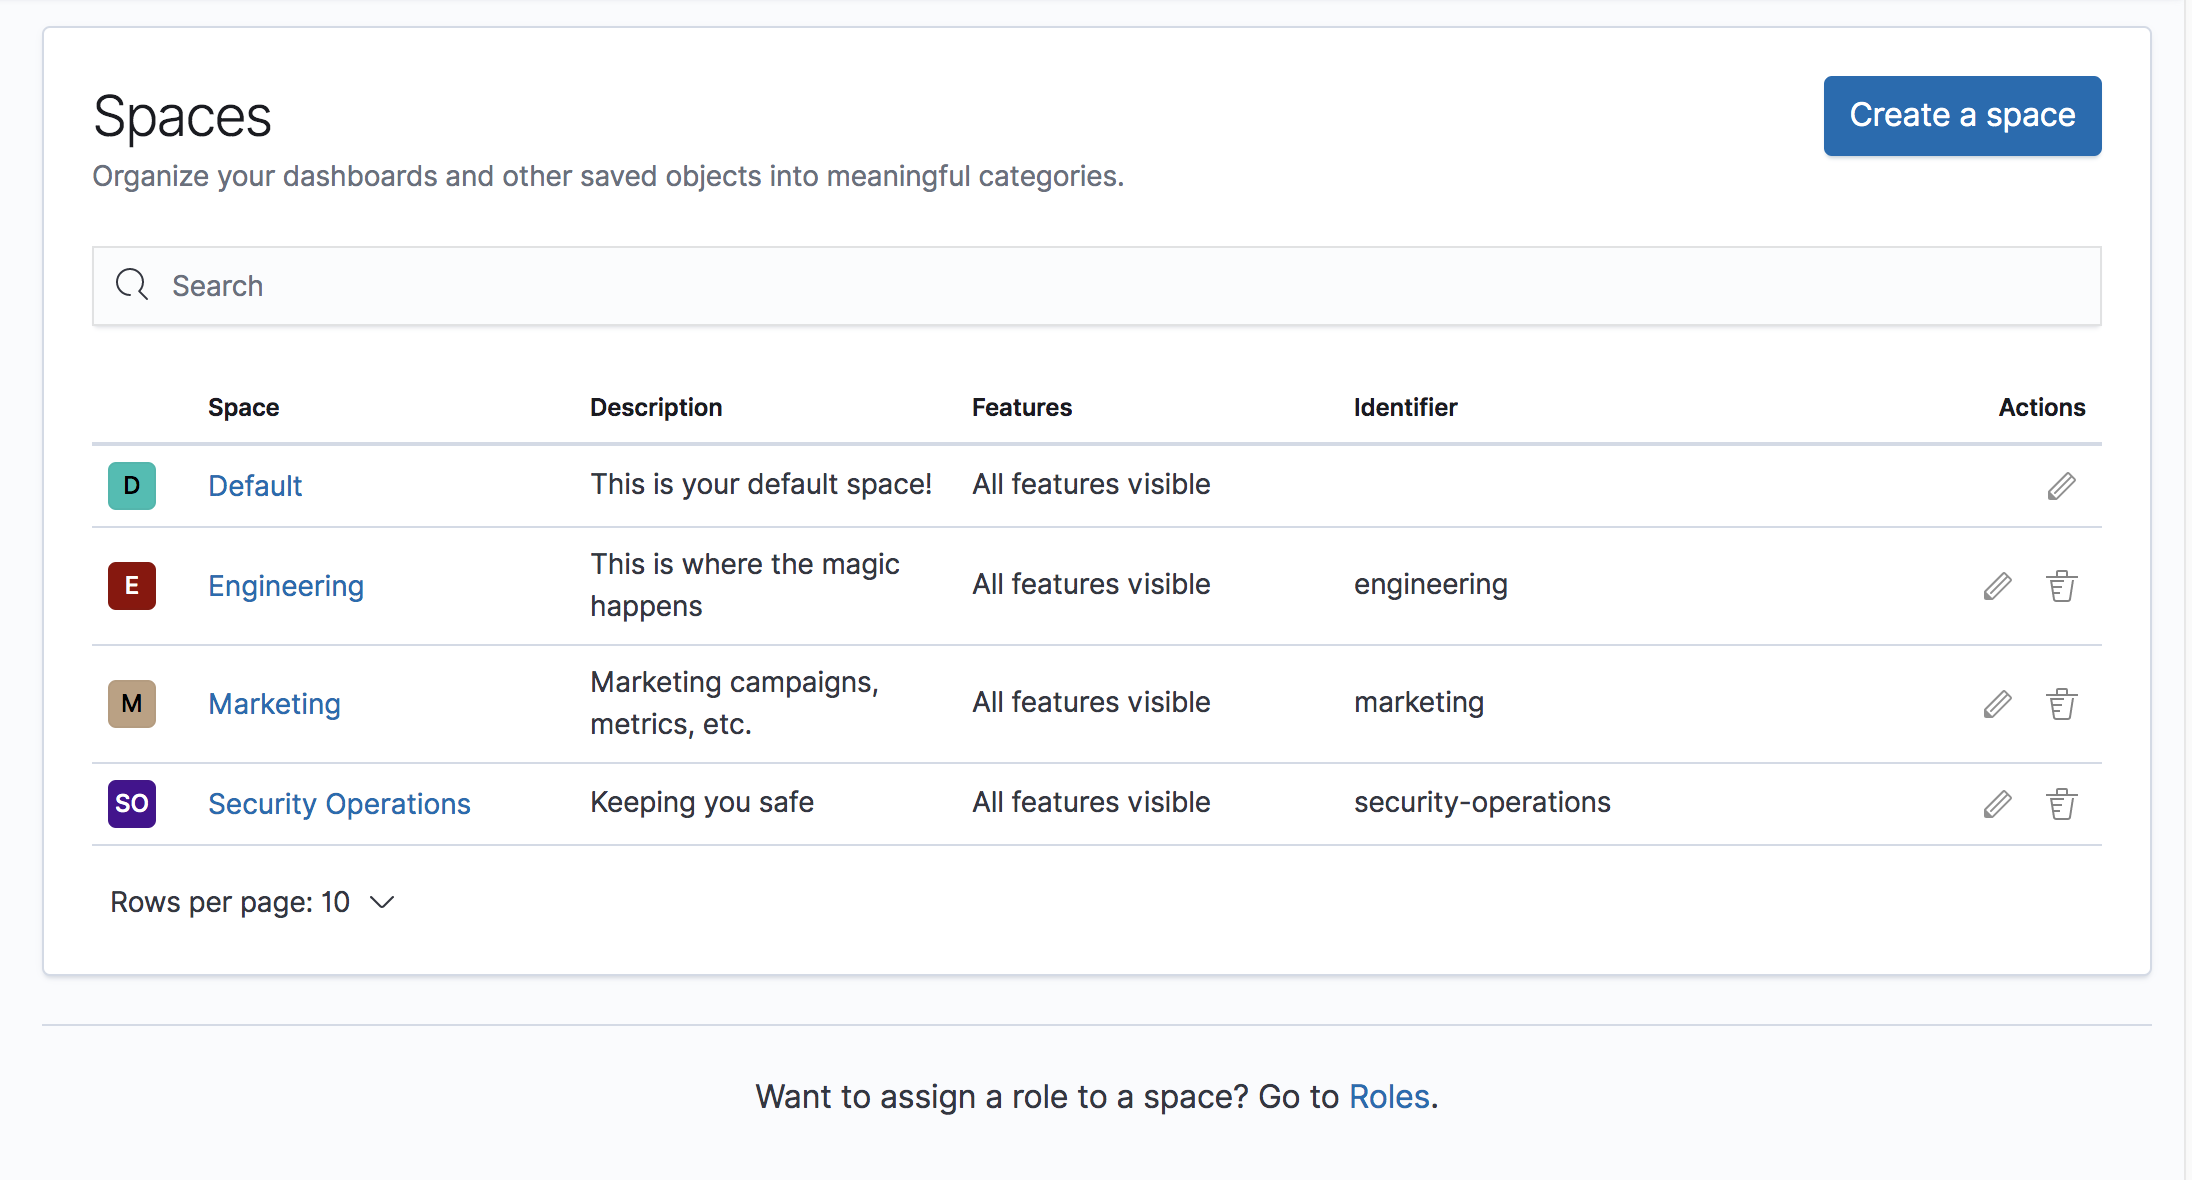 Spaces
Create a space
Organize your dashboards and other saved objects into meaningful categories.
Search
Space Description Features Identifier Actions
D Default This is your default space! All features visible
E Engineering This is where the magic
happens All features visible engineering
M Marketing Marketing campaigns,
metrics, etc. All features visible marketing
SO Security Operations Keeping you safe All features visible security-operations
Rows per page: 10
Want to assign a role to a space? Go to Roles.